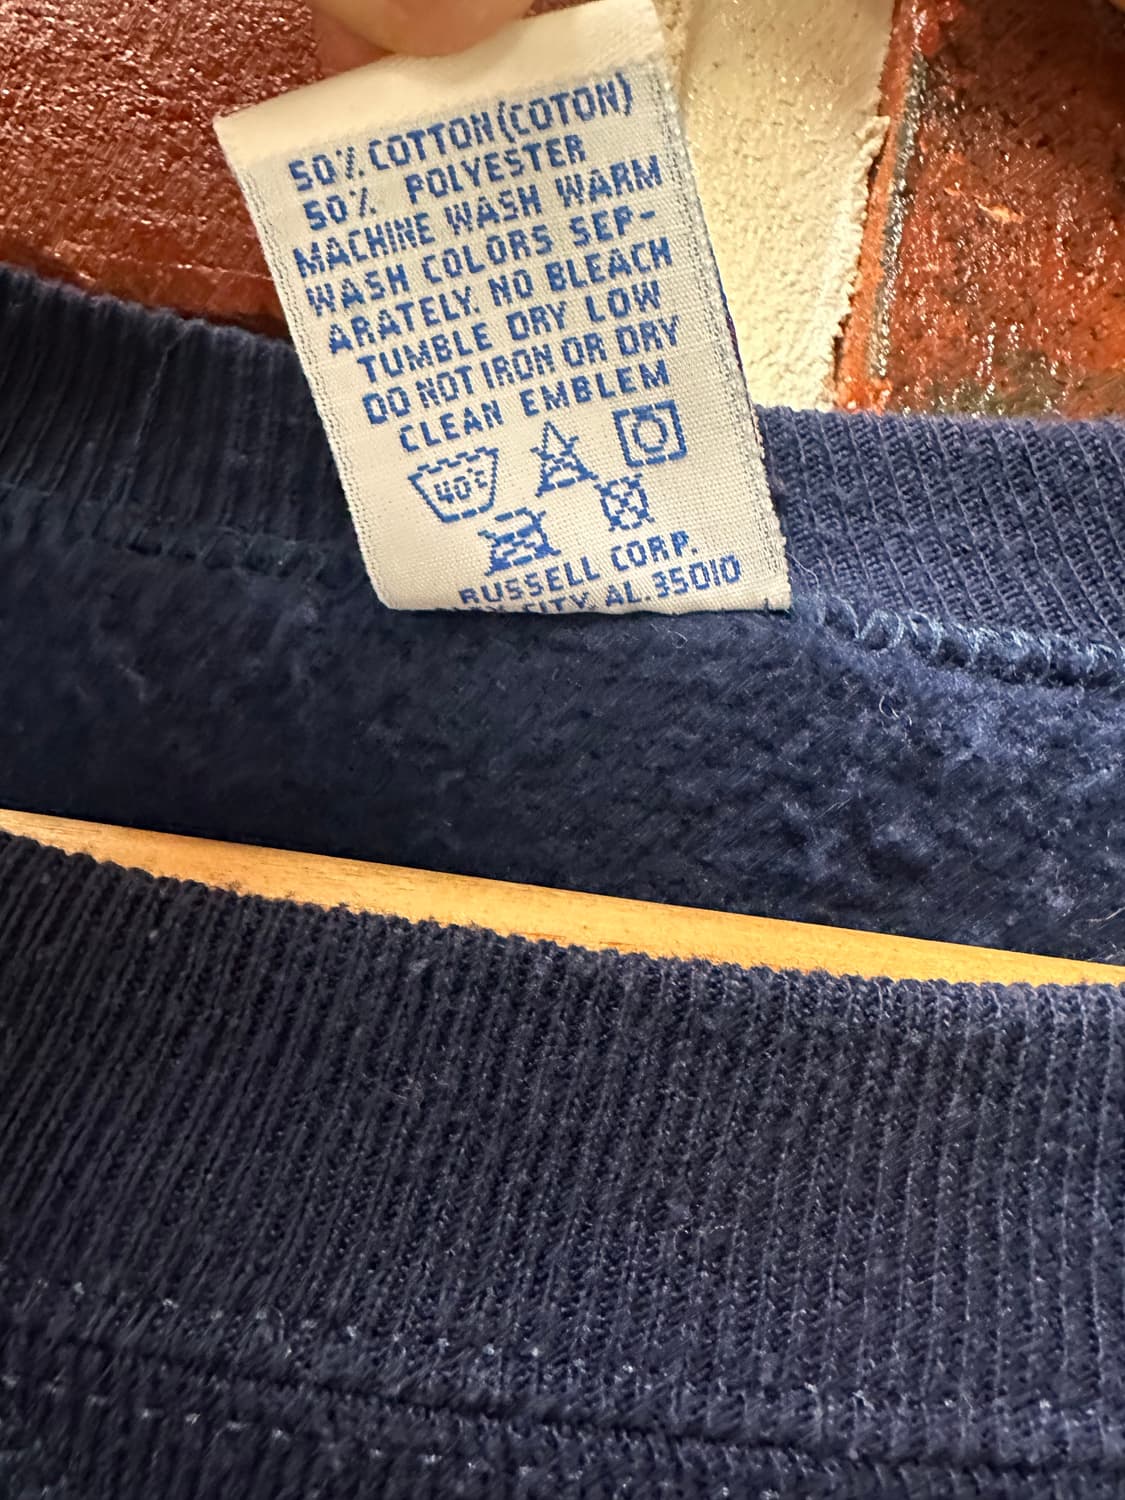 50% COTTON(COTON)
50% POLYESTER
MACHINE WASH WARM
WASH COLORS SEP-
ARATELY. NO BLEACH
TUMBLE DRY LOW
DO NOT IRON OR DRY
CLEAN EMBLEM
40°C
RUSSELL CORP.
CITY, AL.35010